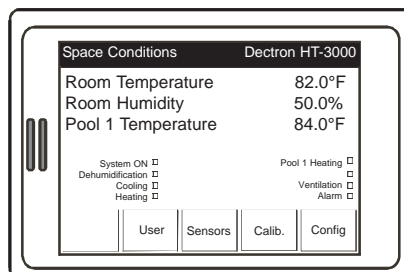 Space Conditions Dectron HT-3000
Room Temperature 82.0°F
Room Humidity 50.0%
Pool 1 Temperature 84.0°F
System ON Pool 1 Heating
Dehumidification
Cooling Ventilation
Heating Alarm
User Sensors Calib. Config